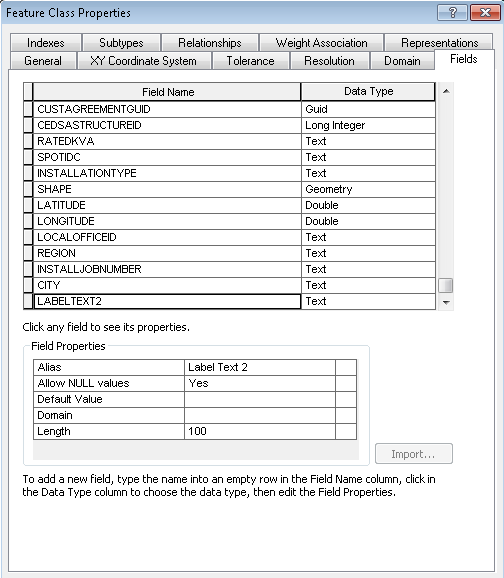 Feature Class Properties
Indexes Subtypes Relationships Weight Association Representations
General XY Coordinate System Tolerance Resolution Domain Fields
Field Name Data Type
CUSTAGREEMENTGUID Guid
CEDSASTRUCTUREID Long Integer
RATEDKVA Text
SPOTIDC Text
INSTALLATIONTYPE Text
SHAPE Geometry
LATITUDE Double
LONGITUDE Double
LOCALOFFICEID Text
REGION Text
INSTALLJOBNUMBER Text
CITY Text
LABELTEXT2 Text
Click any field to see its properties.
Field Properties
Alias Label Text 2
Allow NULL values Yes
Default Value
Domain
Length 100
Import...
To add a new field, type the name into an empty row in the Field Name column, click in
the Data Type column to choose the data type, then edit the Field Properties.